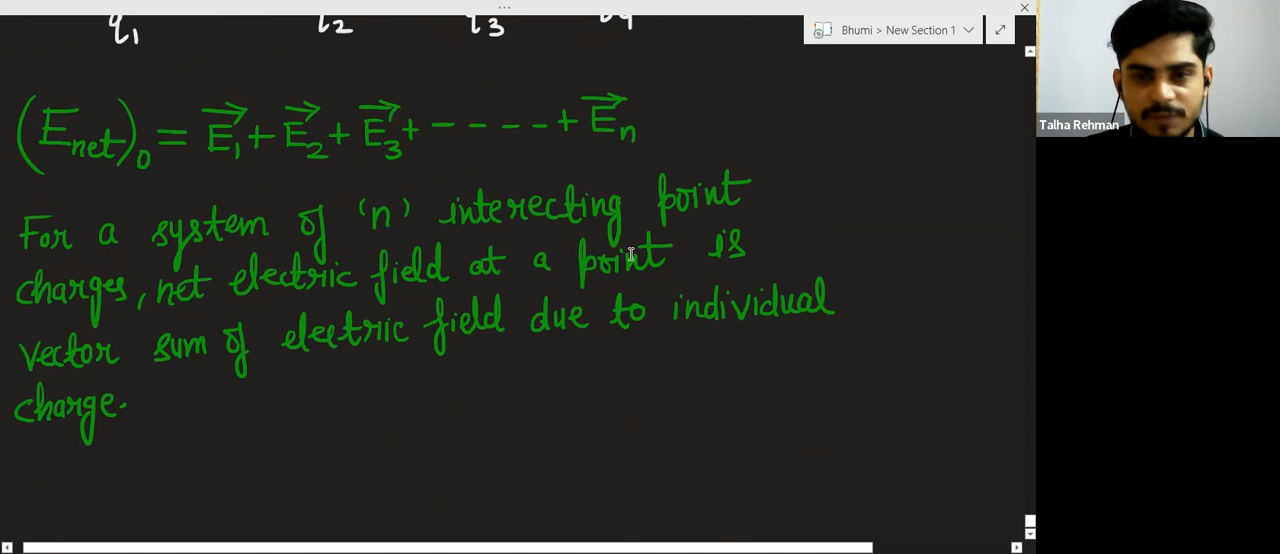 q1 q2 q3 q4
Bhumi > New Section 1
Talha Rehman
(Enet)0 = E1 + E2 + E3 + ---- + En
For a system of 'n' interecting point
charges, net electric field at a point is
vector sum of electric field due to individual
charge.